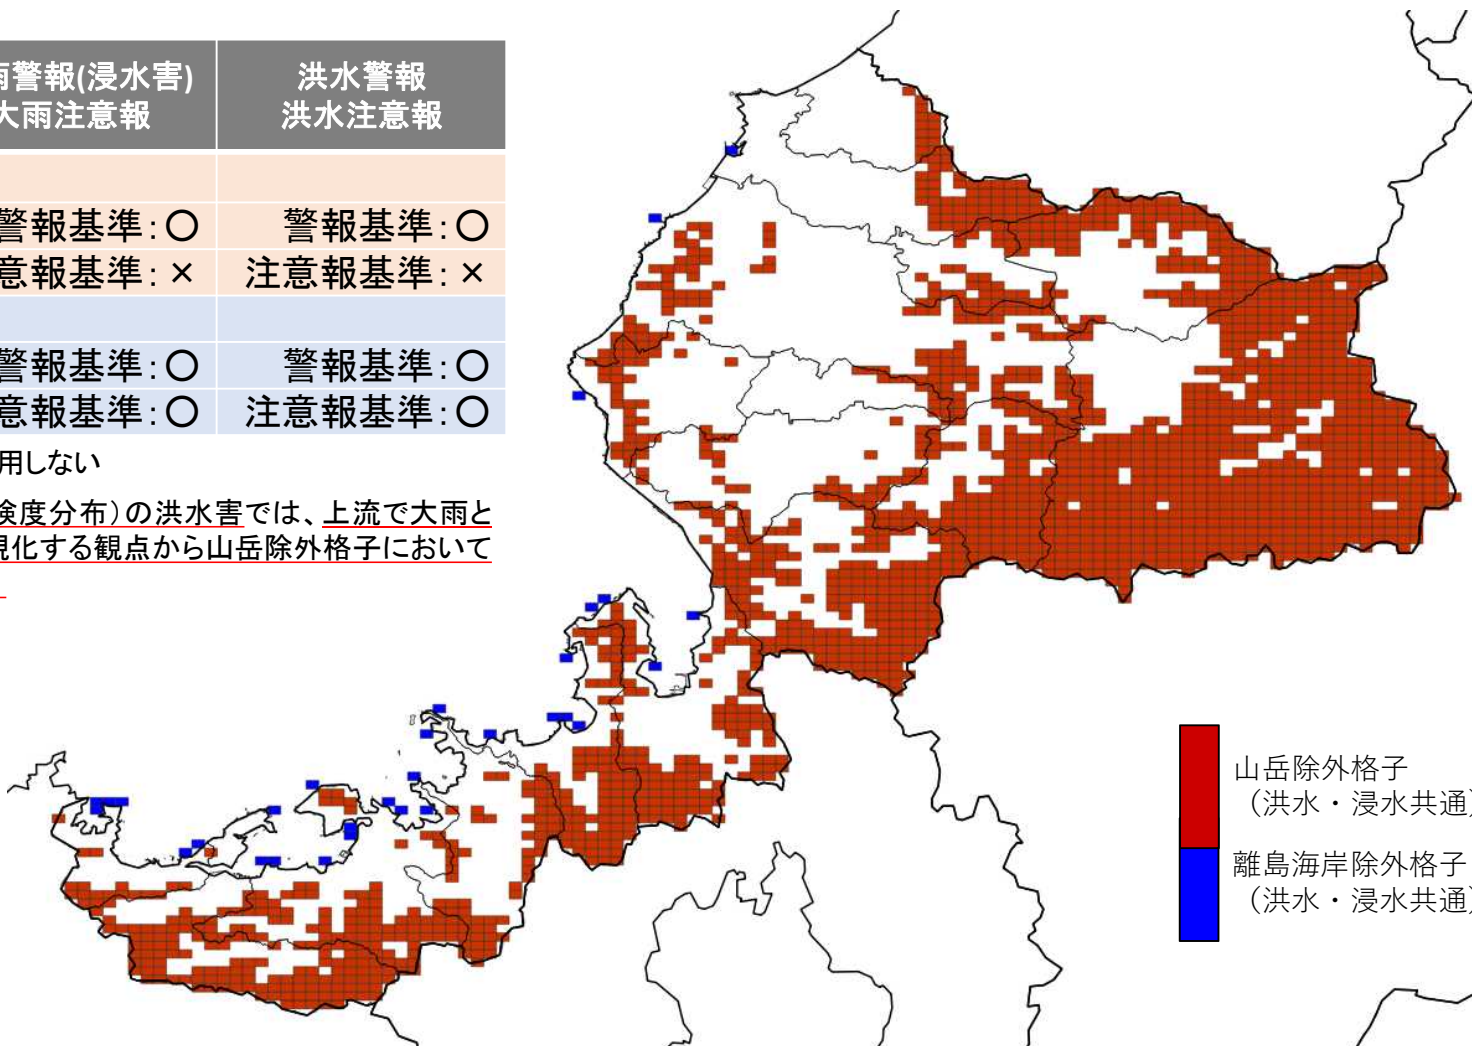 雨警報(浸水害)
大雨注意報
洪水警報
洪水注意報
警報基準:○
警報基準:○
意報基準:×
注意報基準:×
警報基準:○
警報基準:○
意報基準:○
注意報基準:○
用しない
険度分布)の洪水害では、上流で大雨と
視化する観点から山岳除外格子において
山岳除外格子
(洪水・浸水共通)
離島海岸除外格子
(洪水・浸水共通)